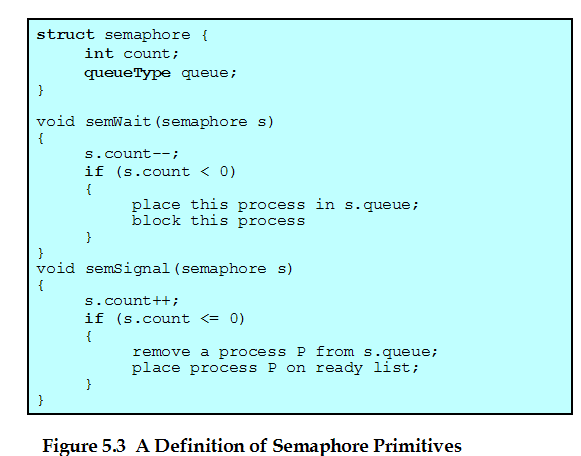 struct semaphore {
int count;
queueType queue;
}
void semWait(semaphore s)
{
s.count--;
if (s.count < 0)
{
place this process in s.queue;
block this process
}
}
void semSignal(semaphore s)
{
s.count++;
if (s.count <= 0)
{
remove a process P from s.queue;
place process P on ready list;
}
}
Figure 5.3 A Definition of Semaphore Primitives